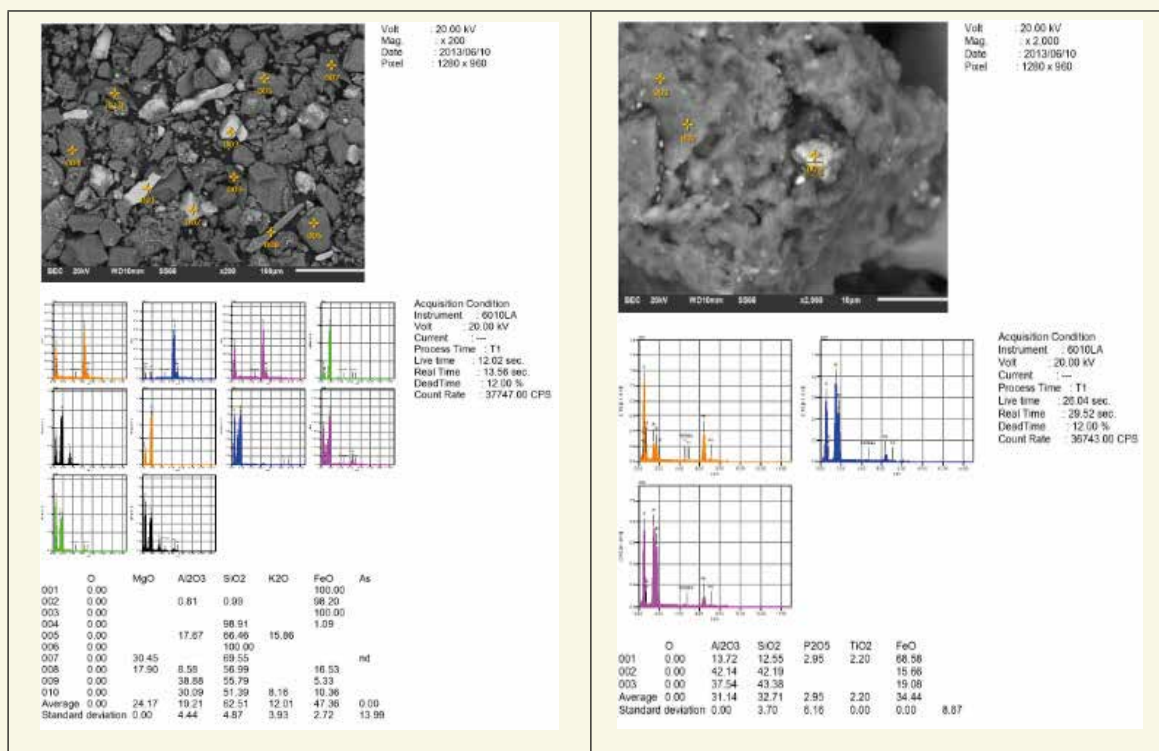 Volt : 20.00 kV
Mag. : x 200
Date : 2013/06/10
Pixel : 1280 x 960
SEC 20kV WD10mm SS66 x200 100µm
Acquisition Condition
Instrument : 6010LA
Volt : 20.00 kV
Current : ---
Process Time : T1
Live time : 12.02 sec.
Real Time : 13.56 sec.
DeadTime : 12.00 %
Count Rate : 37747.00 CPS
O MgO Al2O3 SiO2 K2O FeO As
001 0.00 100.00
002 0.00 0.81 0.99 98.20
003 0.00 100.00
004 0.00 98.91 1.09
005 0.00 17.67 66.46 15.86
006 0.00 100.00
007 0.00 30.45 69.55 nd
008 0.00 17.90 8.58 56.99 16.53
009 0.00 38.88 55.79 5.33
010 0.00 30.09 51.39 8.16 10.36
Average 0.00 24.17 19.21 62.51 12.01 47.36 0.00
Standard deviation 0.00 4.44 4.87 3.93 2.72 13.99
Volt : 20.00 kV
Mag. : x 2,000
Date : 2013/06/10
Pixel : 1280 x 960
SEC 20kV WD10mm SS66 x2,000 10µm
Acquisition Condition
Instrument : 6010LA
Volt : 20.00 kV
Current : ---
Process Time : T1
Live time : 26.04 sec.
Real Time : 29.52 sec.
DeadTime : 12.00 %
Count Rate : 36743.00 CPS
O Al2O3 SiO2 P2O5 TiO2 FeO
001 0.00 13.72 12.55 2.95 2.20 68.58
002 0.00 42.14 42.19 15.66
003 0.00 37.54 43.38 19.08
Average 0.00 31.14 32.71 2.95 2.20 34.44
Standard deviation 0.00 3.70 6.16 0.00 0.00 8.87